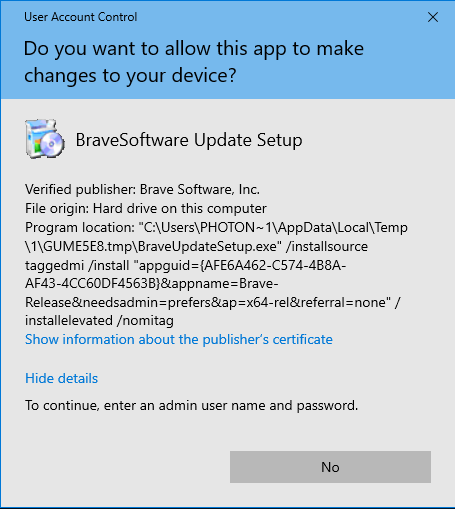 User Account Control
Do you want to allow this app to make
changes to your device?
BraveSoftware Update Setup
Verified publisher: Brave Software, Inc.
File origin: Hard drive on this computer
Program location: "C:\Users\PHOTON~1\AppData\Local\Temp
\1\GUME5E8.tmp\BraveUpdateSetup.exe" /installsource
taggedmi /install "appguid={AFE6A462-C574-4B8A-
AF43-4CC60DF4563B}&appname=Brave-
Release&needsadmin=prefers&ap=x64-rel&referral=none" /
installelevated /nomitag
Show information about the publisher's certificate
Hide details
To continue, enter an admin user name and password.
No